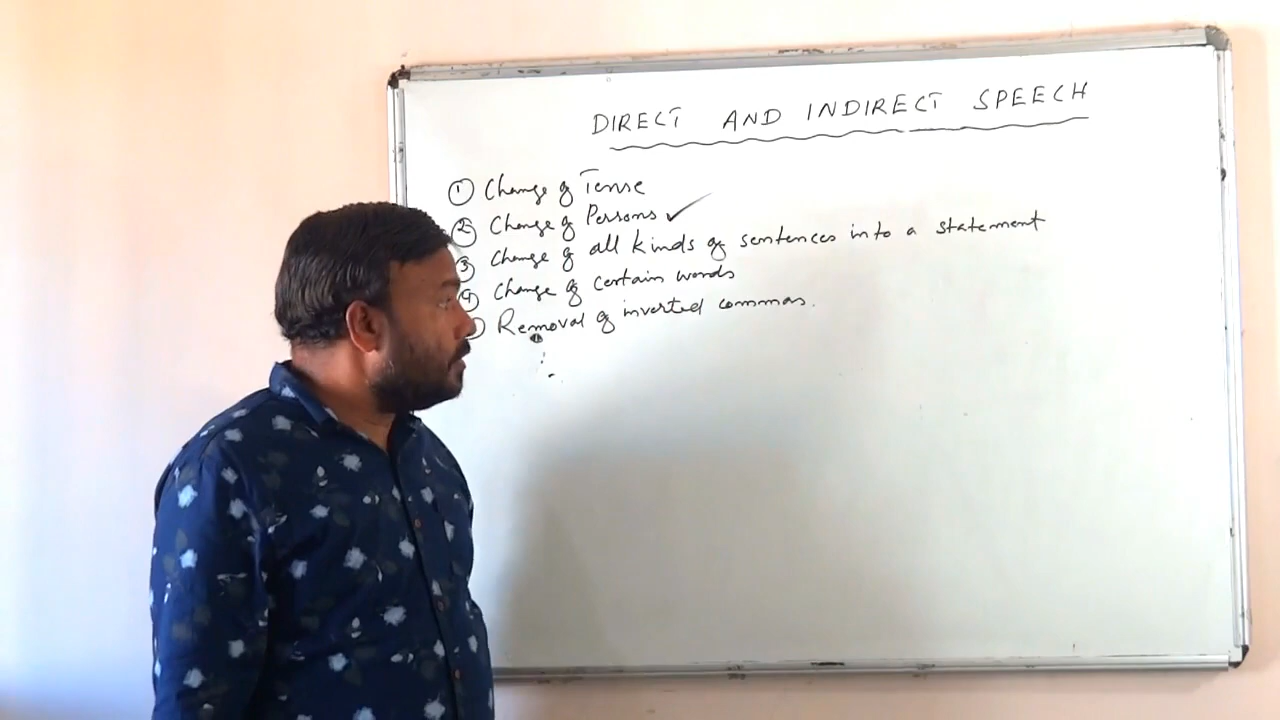 DIRECT AND INDIRECT SPEECH
① Change of Tense
② Change of Persons ✓
③ Change of all kinds of sentences into a statement
④ Change of certain words
Removal of inverted commas.